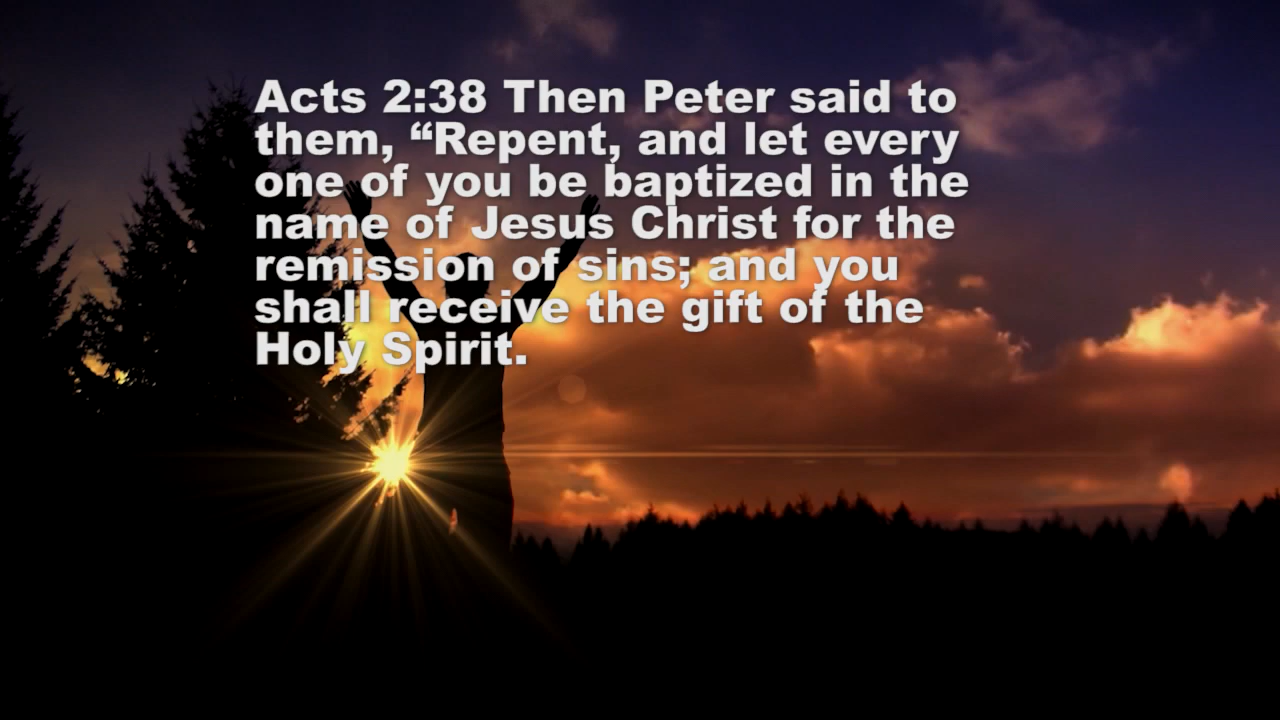 Acts 2:38 Then Peter said to
them, “Repent, and let every
one of you be baptized in the
name of Jesus Christ for the
remission of sins; and you
shall receive the gift of the
Holy Spirit.